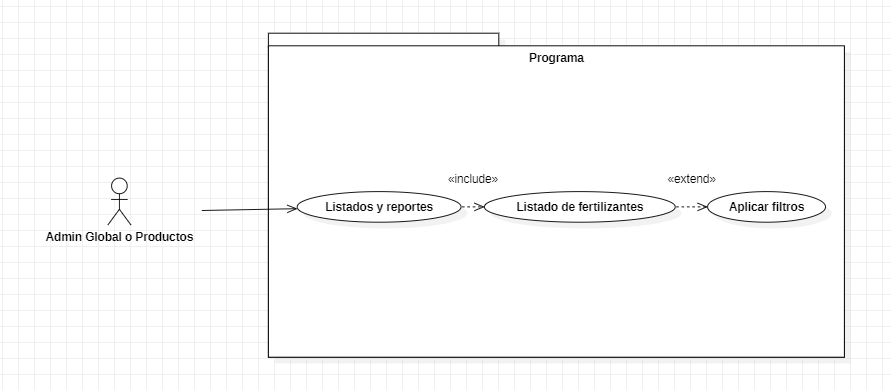 Programa
«include»
«extend»
Listados y reportes
Listado de fertilizantes
Aplicar filtros
Admin Global o Productos